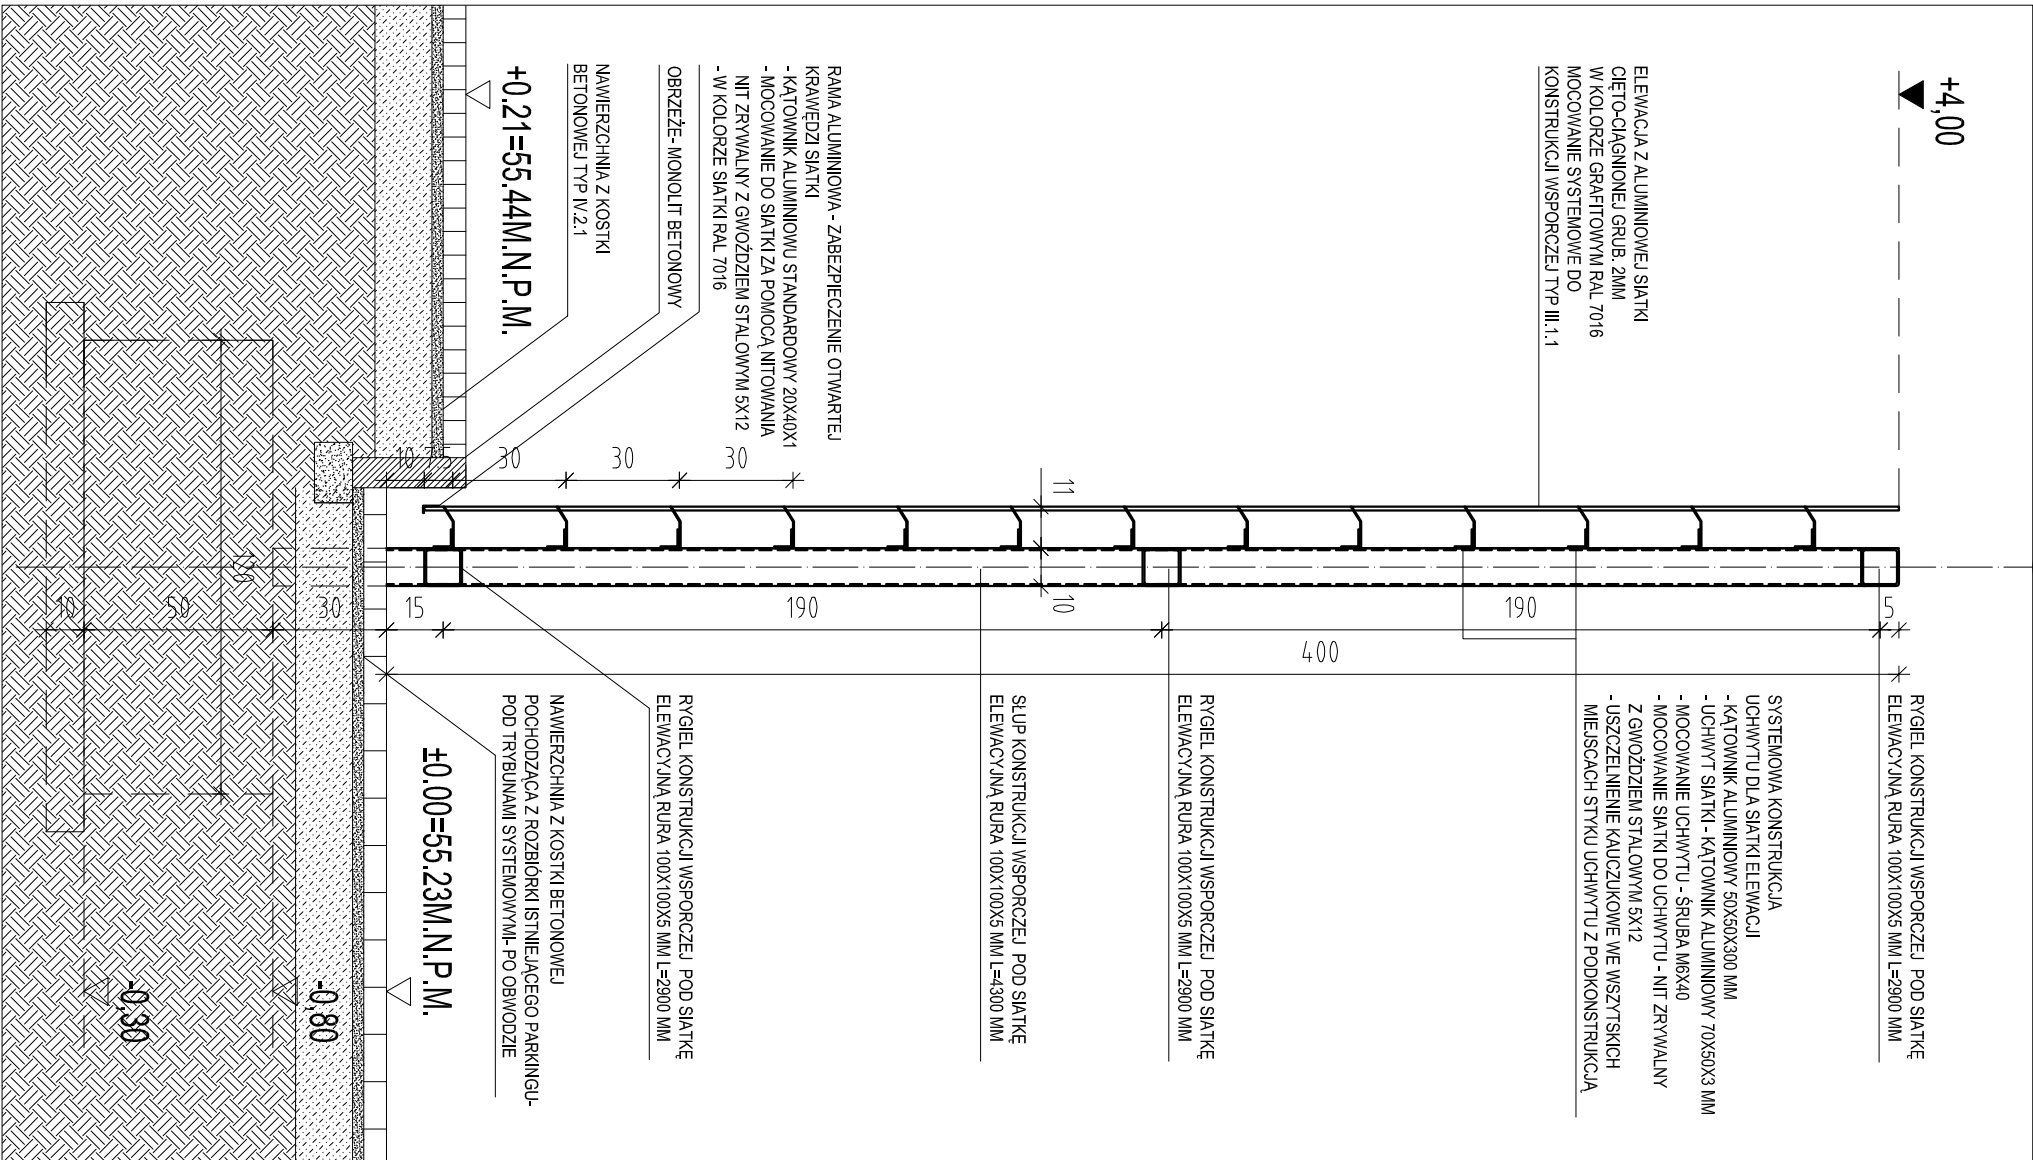 +4,00
ELEWACJA Z ALUMINIOWEJ SIATKI
CIĘTO-CIĄGNIONEJ GRUB. 2MM
W KOLORZE GRAFITOWYM RAL 7016
MOCOWANIE SYSTEMOWE DO
KONSTRUKCJI WSPORCZEJ TYP III.1.1
RAMA ALUMINIOWA - ZABEZPIECZENIE OTWARTEJ
KRAWĘDZI SIATKI
- KĄTOWNIK ALUMINIOWU STANDARDOWY 20X40X1
- MOCOWANIE DO SIATKI ZA POMOCĄ NITOWANIA
NIT ZRYWALNY Z GWOŹDZIEM STALOWYM 5X12
- W KOLORZE SIATKI RAL 7016
OBRZEŻE- MONOLIT BETONOWY
NAWIERZCHNIA Z KOSTKI
BETONOWEJ TYP IV.2.1
+0.21=55.44M.N.P.M.
30
30
30
10
11
10
5
190
190
15
30
50
10
400
120
RYGIEL KONSTRUKCJI WSPORCZEJ POD SIATKĘ
ELEWACYJNĄ RURA 100X100X5 MM L=2900 MM
SYSTEMOWA KONSTRUKCJA
UCHWYTU DLA SIATKI ELEWACJI
- KĄTOWNIK ALUMINIOWY 50X50X300 MM
- UCHWYT SIATKI - KĄTOWNIK ALUMINIOWY 70X50X3 MM
- MOCOWANIE UCHWYTU - ŚRUBA M6X40
- MOCOWANIE SIATKI DO UCHWYTU - NIT ZRYWALNY
Z GWOŹDZIEM STALOWYM 5X12
- USZCZELNIENIE KAUCZUKOWE WE WSZYTSKICH
MIEJSCACH STYKU UCHWYTU Z PODKONSTRUKCJĄ
RYGIEL KONSTRUKCJI WSPORCZEJ POD SIATKĘ
ELEWACYJNĄ RURA 100X100X5 MM L=2900 MM
SŁUP KONSTRUKCJI WSPORCZEJ POD SIATKĘ
ELEWACYJNĄ RURA 100X100X5 MM L=4300 MM
RYGIEL KONSTRUKCJI WSPORCZEJ POD SIATKĘ
ELEWACYJNĄ RURA 100X100X5 MM L=2900 MM
NAWIERZCHNIA Z KOSTKI BETONOWEJ
POCHODZĄCA Z ROZBIÓRKI ISTNIEJĄCEGO PARKINGU-
POD TRYBUNAMI SYSTEMOWYMI- PO OBWODZIE
±0.00=55.23M.N.P.M.
-0,80
-0,30